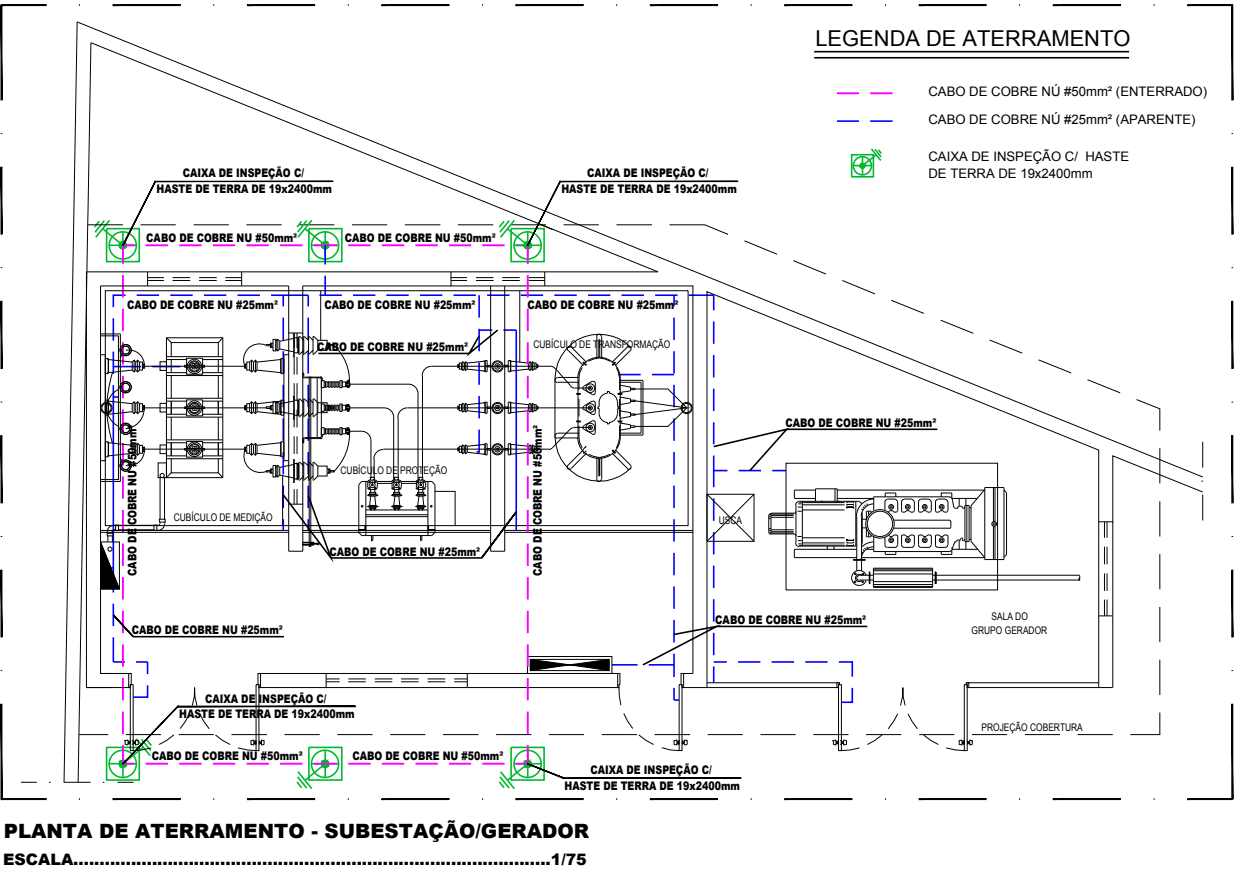 LEGENDA DE ATERRAMENTO
CABO DE COBRE NÚ #50mm² (ENTERRADO)
CABO DE COBRE NÚ #25mm² (APARENTE)
CAIXA DE INSPEÇÃO C/ HASTE
DE TERRA DE 19x2400mm
CAIXA DE INSPEÇÃO C/
HASTE DE TERRA DE 19x2400mm
CAIXA DE INSPEÇÃO C/
HASTE DE TERRA DE 19x2400mm
CABO DE COBRE NU #50mm²
CABO DE COBRE NU #50mm²
CABO DE COBRE NU #25mm²
CABO DE COBRE NU #25mm²
CABO DE COBRE NU #25mm²
CABO DE COBRE NU #25mm²
CUBÍCULO DE TRANSFORMAÇÃO
CABO DE COBRE NU #25mm²
CABO DE COBRE NU #50mm²
CABO DE COBRE NU #50mm²
CUBÍCULO DE PROTEÇÃO
CUBÍCULO DE MEDIÇÃO
USCA
CABO DE COBRE NU #25mm²
SALA DO
GRUPO GERADOR
CABO DE COBRE NU #25mm²
CABO DE COBRE NU #25mm²
CAIXA DE INSPEÇÃO C/
HASTE DE TERRA DE 19x2400mm
PROJEÇÃO COBERTURA
CABO DE COBRE NU #50mm²
CABO DE COBRE NU #50mm²
CAIXA DE INSPEÇÃO C/
HASTE DE TERRA DE 19x2400mm
PLANTA DE ATERRAMENTO - SUBESTAÇÃO/GERADOR
ESCALA...........................................................................................1/75